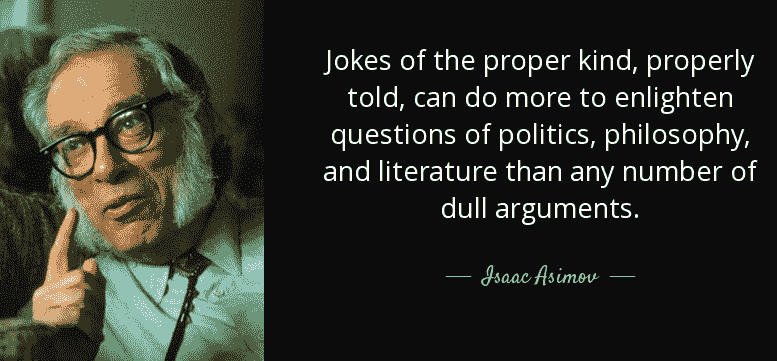 Jokes of the proper kind, properly
told, can do more to enlighten
questions of politics, philosophy,
and literature than any number of
dull arguments.
Isaac Asimov